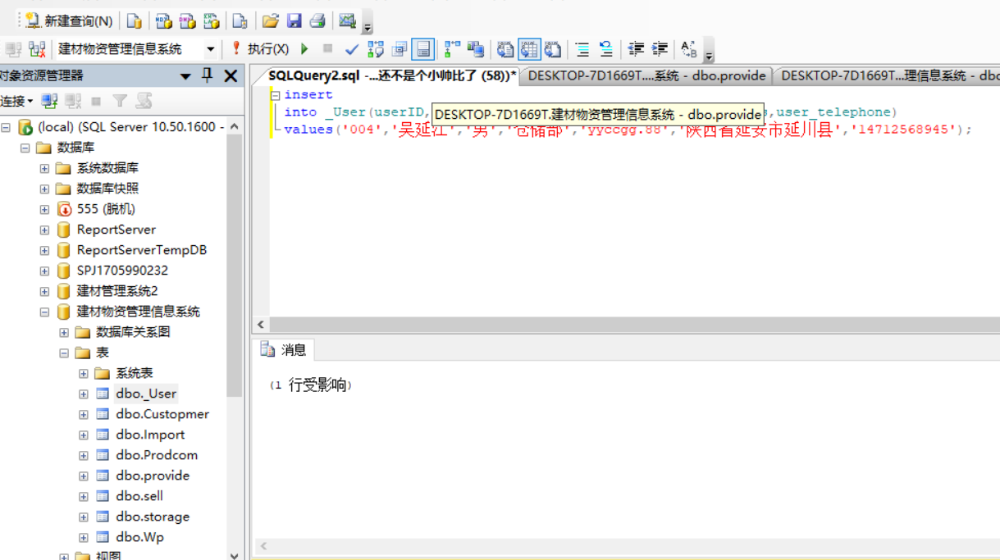 新建查询(N)
建材物资管理信息系统
执行(X)
对象资源管理器
连接
(local) (SQL Server 10.50.1600 -
数据库
系统数据库
数据库快照
555 (脱机)
ReportServer
ReportServerTempDB
SPJ1705990232
建材管理系统2
建材物资管理信息系统
数据库关系图
表
系统表
dbo._User
dbo.Custopmer
dbo.Import
dbo.Prodcom
dbo.provide
dbo.sell
dbo.storage
dbo.Wp
视图
SQLQuery2.sql -...还不是个小帅比了 (58))*
DESKTOP-7D1669T....系统 - dbo.provide
DESKTOP-7D1669T...理信息系统 - dbo
insert
into _User(userID,
DESKTOP-7D1669T.建材物资管理信息系统 - dbo.provide
,user_telephone)
values('004','吴延江','男','仓储部','yyccgg.88','陕西省延安市延川县','14712568945');
消息
(1 行受影响)